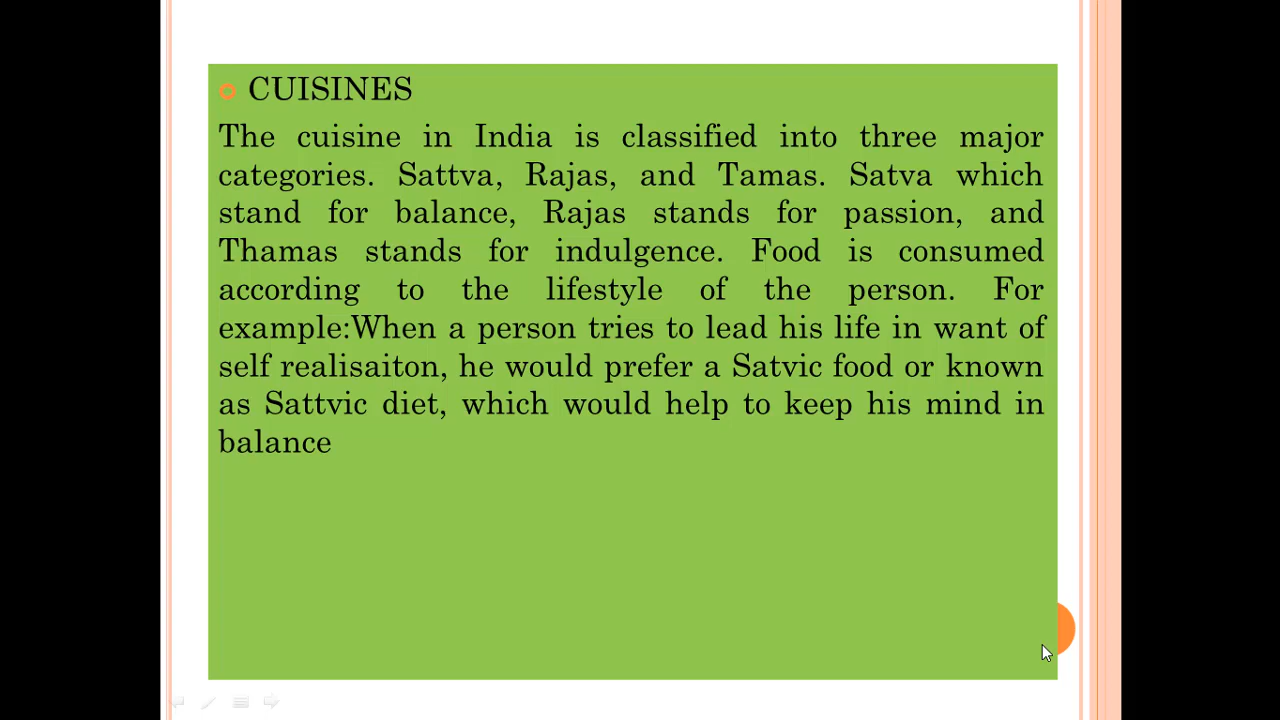 CUISINES
The cuisine in India is classified into three major
categories. Sattva, Rajas, and Tamas. Satva which
stand for balance, Rajas stands for passion, and
Thamas stands for indulgence. Food is consumed
according to the lifestyle of the person. For
example:When a person tries to lead his life in want of
self realisaiton, he would prefer a Satvic food or known
as Sattvic diet, which would help to keep his mind in
balance